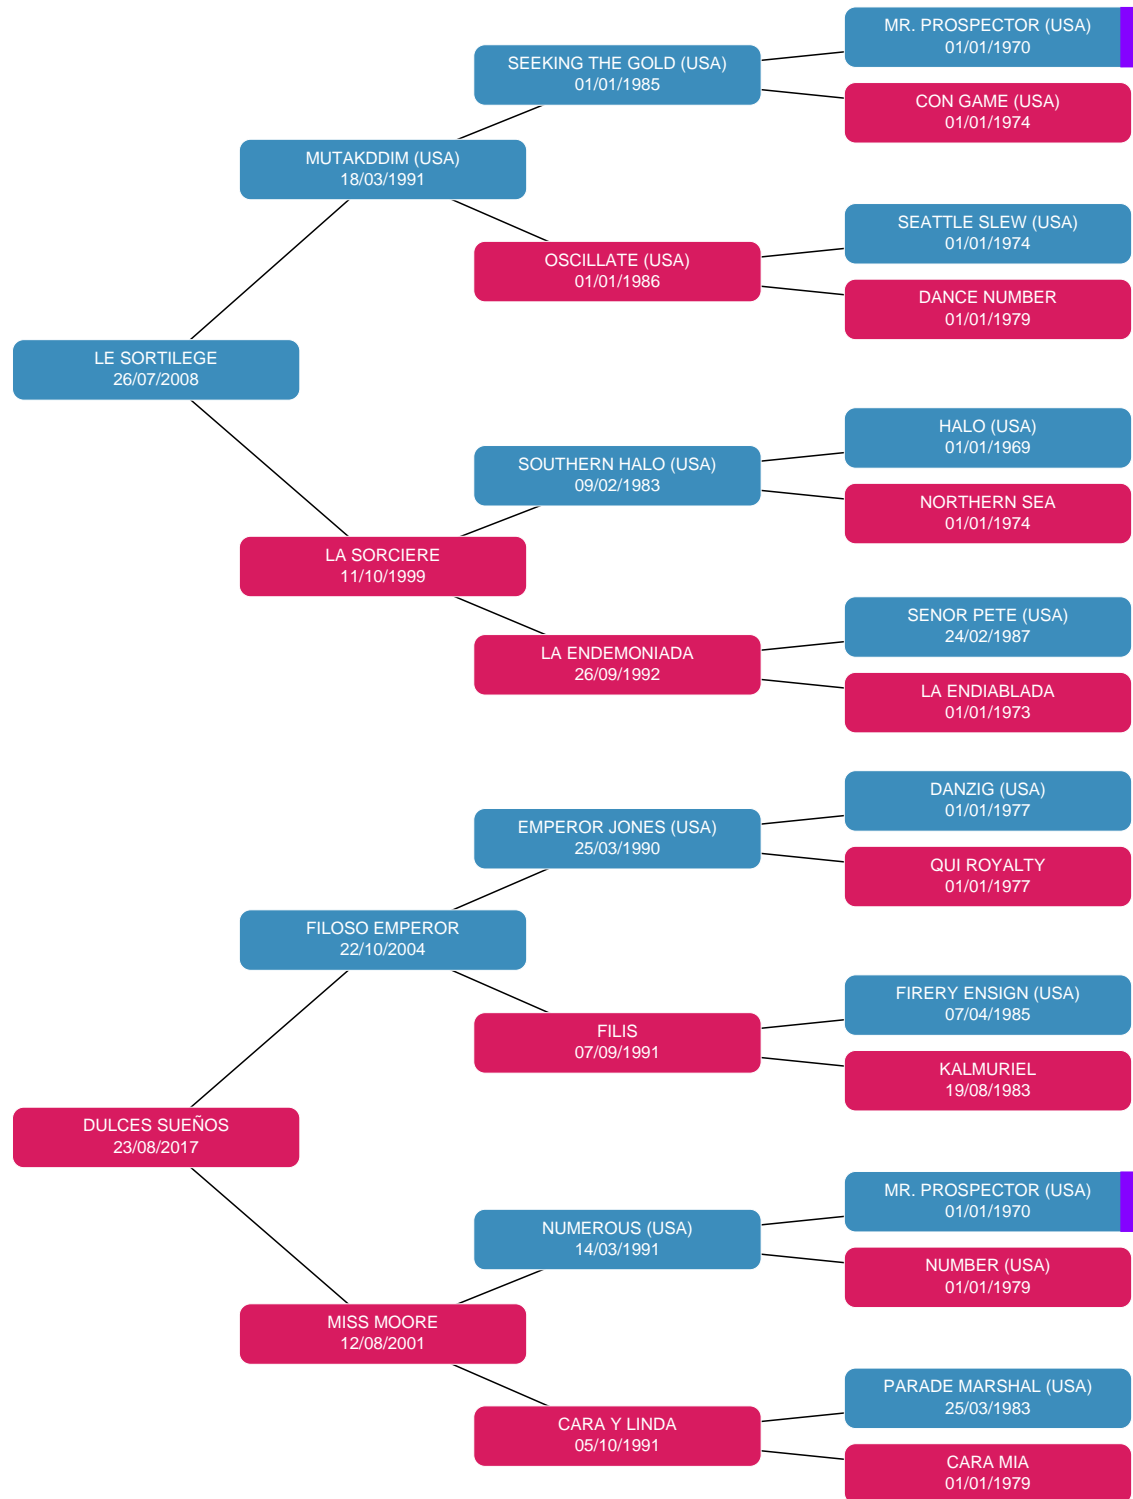 MR. PROSPECTOR (USA)
01/01/1970
SEEKING THE GOLD (USA)
01/01/1985
CON GAME (USA)
01/01/1974
MUTAKDDIM (USA)
18/03/1991
SEATTLE SLEW (USA)
01/01/1974
OSCILLATE (USA)
01/01/1986
DANCE NUMBER
01/01/1979
LE SORTILEGE
26/07/2008
HALO (USA)
01/01/1969
SOUTHERN HALO (USA)
09/02/1983
NORTHERN SEA
01/01/1974
LA SORCIERE
11/10/1999
SENOR PETE (USA)
24/02/1987
LA ENDEMONIADA
26/09/1992
LA ENDIABLADA
01/01/1973
DANZIG (USA)
01/01/1977
EMPEROR JONES (USA)
25/03/1990
QUI ROYALTY
01/01/1977
FILOSO EMPEROR
22/10/2004
FIRERY ENSIGN (USA)
07/04/1985
FILIS
07/09/1991
KALMURIEL
19/08/1983
DULCES SUEÑOS
23/08/2017
MR. PROSPECTOR (USA)
01/01/1970
NUMEROUS (USA)
14/03/1991
NUMBER (USA)
01/01/1979
MISS MOORE
12/08/2001
PARADE MARSHAL (USA)
25/03/1983
CARA Y LINDA
05/10/1991
CARA MIA
01/01/1979